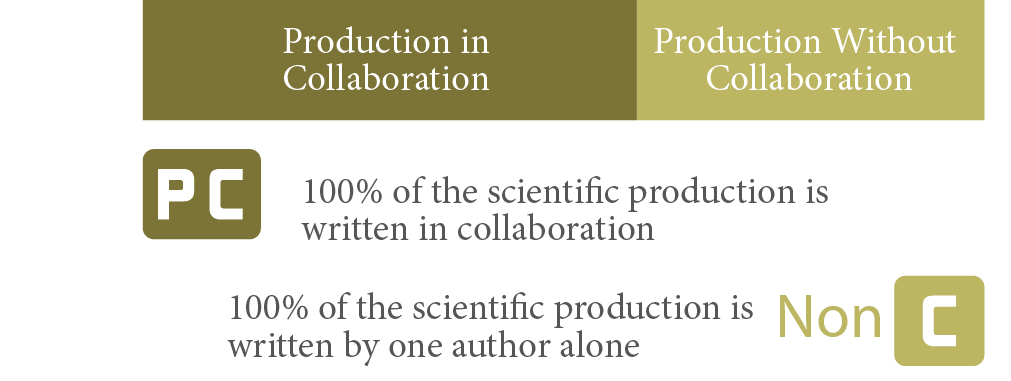 Production in
Collaboration
Production Without
Collaboration
PC
100% of the scientific production is
written in collaboration
100% of the scientific production is
written by one author alone
Non C